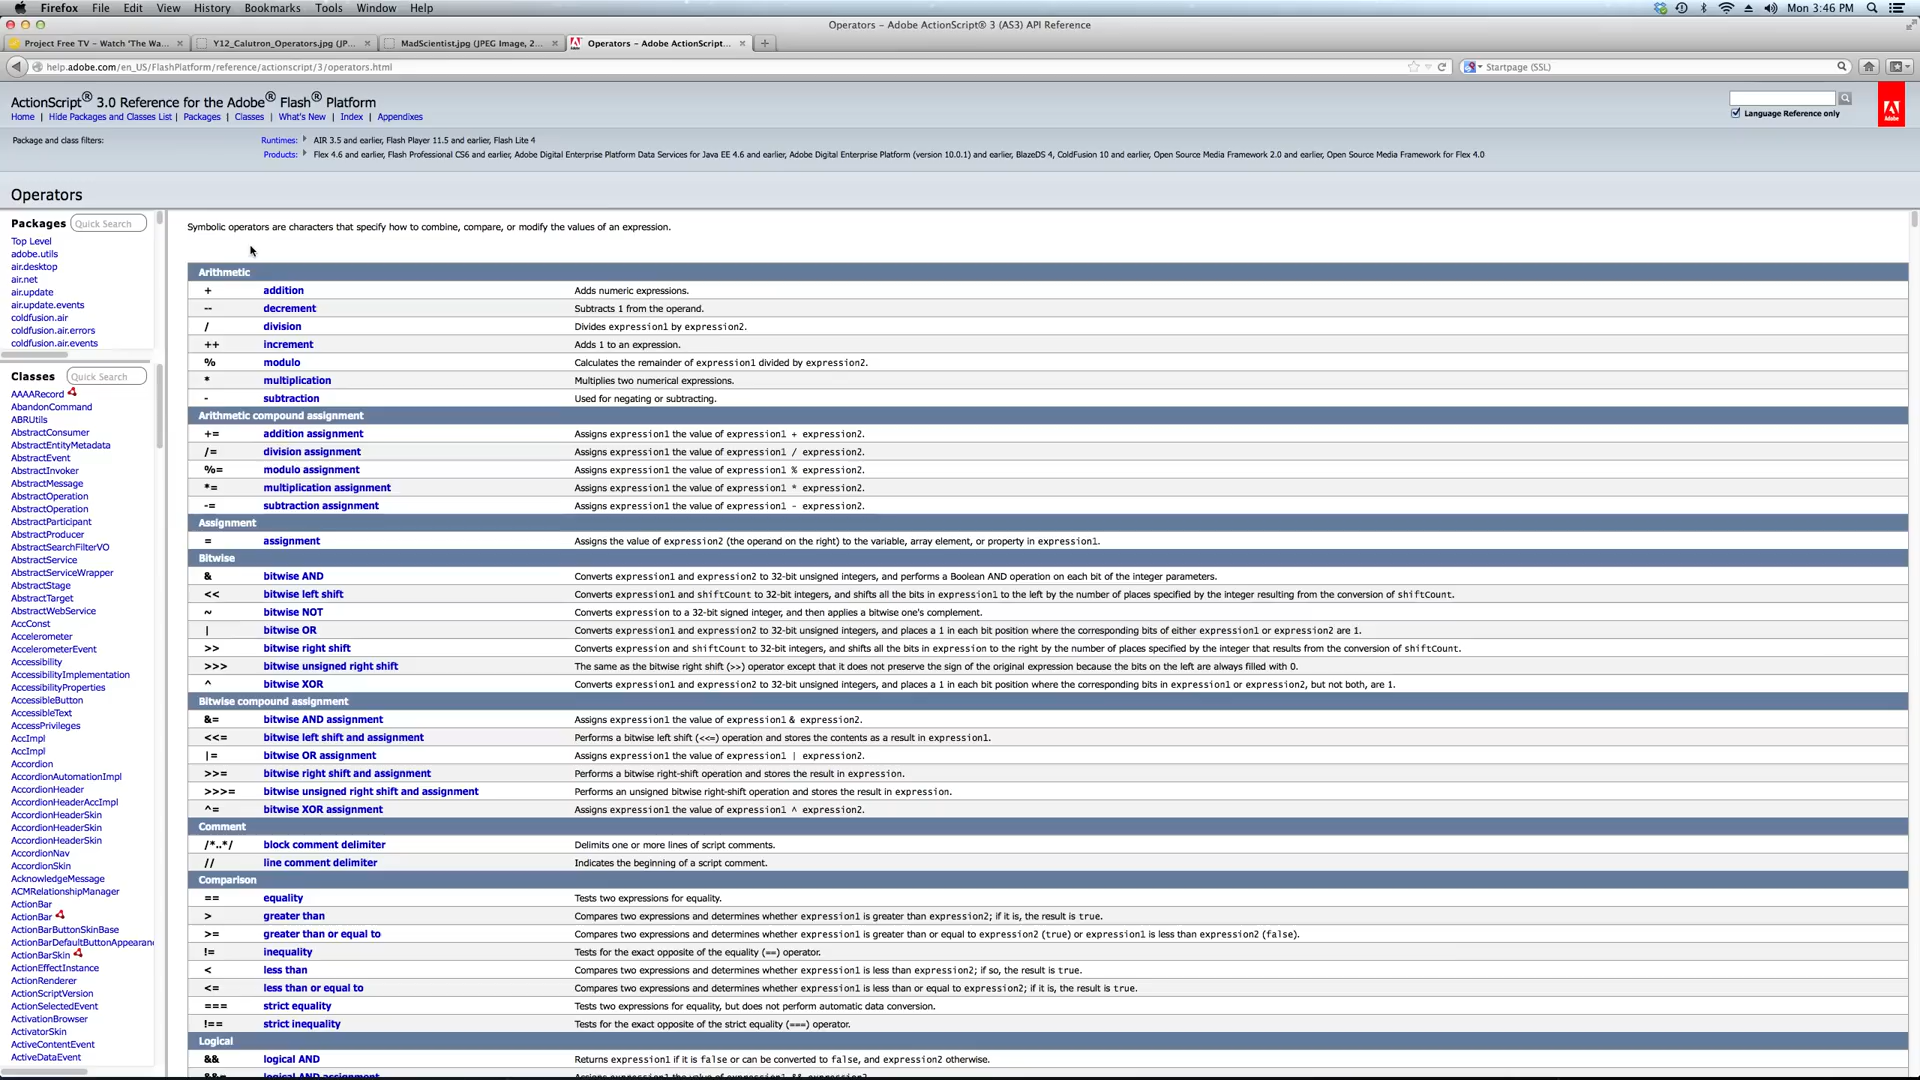 Firefox File Edit View History Bookmarks Tools Window Help Mon 3:46 PM
Operators – Adobe ActionScript® 3 (AS3) API Reference
Project Free TV – Watch 'The Wa... Y12_Calutron_Operators.jpg (JP... MadScientist.jpg (JPEG Image, 2... Operators – Adobe ActionScript...
help.adobe.com/en_US/FlashPlatform/reference/actionscript/3/operators.html Startpage (SSL)
ActionScript® 3.0 Reference for the Adobe® Flash® Platform
Home | Hide Packages and Classes List | Packages | Classes | What's New | Index | Appendixes
Language Reference only
Adobe
Package and class filters:
Runtimes: AIR 3.5 and earlier, Flash Player 11.5 and earlier, Flash Lite 4
Products: Flex 4.6 and earlier, Flash Professional CS6 and earlier, Adobe Digital Enterprise Platform Data Services for Java EE 4.6 and earlier, Adobe Digital Enterprise Platform (version 10.0.1) and earlier, BlazeDS 4, ColdFusion 10 and earlier, Open Source Media Framework 2.0 and earlier, Open Source Media Framework for Flex 4.0
Operators
Packages Quick Search
Top Level
adobe.utils
air.desktop
air.net
air.update
air.update.events
coldfusion.air
coldfusion.air.errors
coldfusion.air.events
Classes Quick Search
AAAARecord
AbandonCommand
ABRUtils
AbstractConsumer
AbstractEntityMetadata
AbstractEvent
AbstractInvoker
AbstractMessage
AbstractOperation
AbstractOperation
AbstractParticipant
AbstractProducer
AbstractSearchFilterVO
AbstractService
AbstractServiceWrapper
AbstractStage
AbstractTarget
AbstractWebService
AccConst
Accelerometer
AccelerometerEvent
Accessibility
AccessibilityImplementation
AccessibilityProperties
AccessibleButton
AccessibleText
AccessPrivileges
AccImpl
AccImpl
Accordion
AccordionAutomationImpl
AccordionHeader
AccordionHeaderAccImpl
AccordionHeaderSkin
AccordionHeaderSkin
AccordionHeaderSkin
AccordionNav
AccordionSkin
AcknowledgeMessage
ACMRelationshipManager
ActionBar
ActionBar
ActionBarButtonSkinBase
ActionBarDefaultButtonAppearan
ActionBarSkin
ActionEffectInstance
ActionRenderer
ActionScriptVersion
ActionSelectedEvent
ActivationBrowser
ActivatorSkin
ActiveContentEvent
ActiveDataEvent
Symbolic operators are characters that specify how to combine, compare, or modify the values of an expression.
Arithmetic
+ addition Adds numeric expressions.
-- decrement Subtracts 1 from the operand.
/ division Divides expression1 by expression2.
++ increment Adds 1 to an expression.
% modulo Calculates the remainder of expression1 divided by expression2.
* multiplication Multiplies two numerical expressions.
- subtraction Used for negating or subtracting.
Arithmetic compound assignment
+= addition assignment Assigns expression1 the value of expression1 + expression2.
/= division assignment Assigns expression1 the value of expression1 / expression2.
%= modulo assignment Assigns expression1 the value of expression1 % expression2.
*= multiplication assignment Assigns expression1 the value of expression1 * expression2.
-= subtraction assignment Assigns expression1 the value of expression1 - expression2.
Assignment
= assignment Assigns the value of expression2 (the operand on the right) to the variable, array element, or property in expression1.
Bitwise
& bitwise AND Converts expression1 and expression2 to 32-bit unsigned integers, and performs a Boolean AND operation on each bit of the integer parameters.
<< bitwise left shift Converts expression1 and shiftCount to 32-bit integers, and shifts all the bits in expression1 to the left by the number of places specified by the integer resulting from the conversion of shiftCount.
~ bitwise NOT Converts expression to a 32-bit signed integer, and then applies a bitwise one's complement.
| bitwise OR Converts expression1 and expression2 to 32-bit unsigned integers, and places a 1 in each bit position where the corresponding bits of either expression1 or expression2 are 1.
>> bitwise right shift Converts expression and shiftCount to 32-bit integers, and shifts all the bits in expression to the right by the number of places specified by the integer that results from the conversion of shiftCount.
>>> bitwise unsigned right shift The same as the bitwise right shift (>>) operator except that it does not preserve the sign of the original expression because the bits on the left are always filled with 0.
^ bitwise XOR Converts expression1 and expression2 to 32-bit unsigned integers, and places a 1 in each bit position where the corresponding bits in expression1 or expression2, but not both, are 1.
Bitwise compound assignment
&= bitwise AND assignment Assigns expression1 the value of expression1 & expression2.
<<= bitwise left shift and assignment Performs a bitwise left shift (<<=) operation and stores the contents as a result in expression1.
|= bitwise OR assignment Assigns expression1 the value of expression1 | expression2.
>>= bitwise right shift and assignment Performs a bitwise right-shift operation and stores the result in expression.
>>>= bitwise unsigned right shift and assignment Performs an unsigned bitwise right-shift operation and stores the result in expression.
^= bitwise XOR assignment Assigns expression1 the value of expression1 ^ expression2.
Comment
/*..*/ block comment delimiter Delimits one or more lines of script comments.
// line comment delimiter Indicates the beginning of a script comment.
Comparison
== equality Tests two expressions for equality.
> greater than Compares two expressions and determines whether expression1 is greater than expression2; if it is, the result is true.
>= greater than or equal to Compares two expressions and determines whether expression1 is greater than or equal to expression2 (true) or expression1 is less than expression2 (false).
!= inequality Tests for the exact opposite of the equality (==) operator.
< less than Compares two expressions and determines whether expression1 is less than expression2; if so, the result is true.
<= less than or equal to Compares two expressions and determines whether expression1 is less than or equal to expression2; if it is, the result is true.
=== strict equality Tests two expressions for equality, but does not perform automatic data conversion.
!== strict inequality Tests for the exact opposite of the strict equality (===) operator.
Logical
&& logical AND Returns expression1 if it is false or can be converted to false, and expression2 otherwise.
&&= logical AND assignment Assigns expression1 the value of expression1 && expression2.